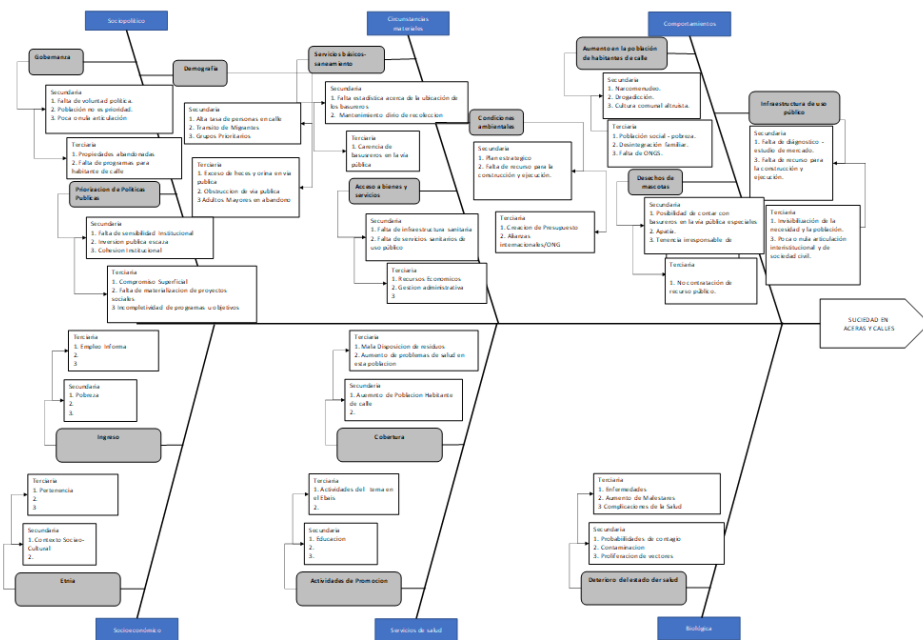 Sociopolítico
Circunstancias
materiales
Comportamientos
Gobernanza
Secundaria
1. Falta de voluntad política.
2. Población no es prioridad.
3. Poca o nula articulación
Terciaria
1. Propiedades abandonadas
2. Falta de programas para
habitante de calle
Priorizacion de Politicas
Publicas
Secundaria
1. Falta de sensibilidad Institucional
2. Inversion publica escaza
3. Cohesion Institucional
Terciaria
1. Compromiso Superficial
2. Falta de materializacion de proyectos
sociales
3 Incompletividad de programas u objetivos
Demografía
Secundaria
1. Alta tasa de personas en calle
2. Transito de Migrantes
3. Grupos Prioritarios
Terciaria
1. Exceso de heces y orina en via
publica
2. Obstruccion de via publica
3 Adultos Mayores en abandono
Servicios básicos-
saneamiento
Secundaria
1. Falta estadística acerca de la ubicación de
los basureros
2. Mantenimiento dirio de recoleccion
Terciaria
1. Carencia de
basureros en la vía
pública
Acceso a bienes y
servicios
Secundaria
1. Falta de infraestructura sanitaria
2. Falta de servicios sanitarios de
uso público
Terciaria
1. Recursos Economicos
2. Gestion administrativa
3
Condiciones
ambientales
Secundaria
1. Plan estrategico
2. Falta de recurso para la
construcción y ejecución.
Terciaria
1. Creacion de Presupuesto
2. Alianzas
internacionales/ONG
Aumento en la población
de habitantes de calle
Secundaria
1. Narcomenudeo.
2. Drogadicción.
3. Cultura comunal altruista.
Terciaria
1. Población social - pobreza.
2. Desintegración familiar.
3. Falta de ONGS.
Desechos de
mascotas
Secundaria
1. Posibilidad de contar con
basureros en la vía pública especiales
2. Apatía.
3. Tenencia irresponsable de
Terciaria
1. No contratación de
recurso público.
Infraestructura de uso
público
Secundaria
1. Falta de díagnóstico -
estudio de mercado.
3. Falta de recurso para
la construcción y
ejecución.
Terciaria
1. Invisibilización de la
necesidad y la población.
3. Poca o nula articulación
interistitucional y de
sociedad civil.
SUCIEDAD EN
ACERAS Y CALLES
Terciaria
1. Empleo Informa
2.
3
Secundaria
1. Pobreza
2.
3.
Ingreso
Terciaria
1. Pertenencia
2.
3
Secundaria
1. Contexto Socioo-
Cultural
2.
Etnia
Socioeconómico
Terciaria
1. Mala Disposicion de residuos
2. Aumento de problemas de salud en
esta poblacion
Secundaria
1. Aumento de Poblacion Habitante
de calle
2.
Cobertura
Terciaria
1. Actividades del tema en
el Ebais
2.
Secundaria
1. Educacion
2.
3.
Actividades de Promocion
Servicios de salud
Terciaria
1. Enfermedades
2. Aumento de Malestares
3 Complicaciones de la Salud
Secundaria
1. Probabilidades de contagio
2. Contaminacion
3. Proliferacion de vectores
Deterioro del estado der salud
Biológica